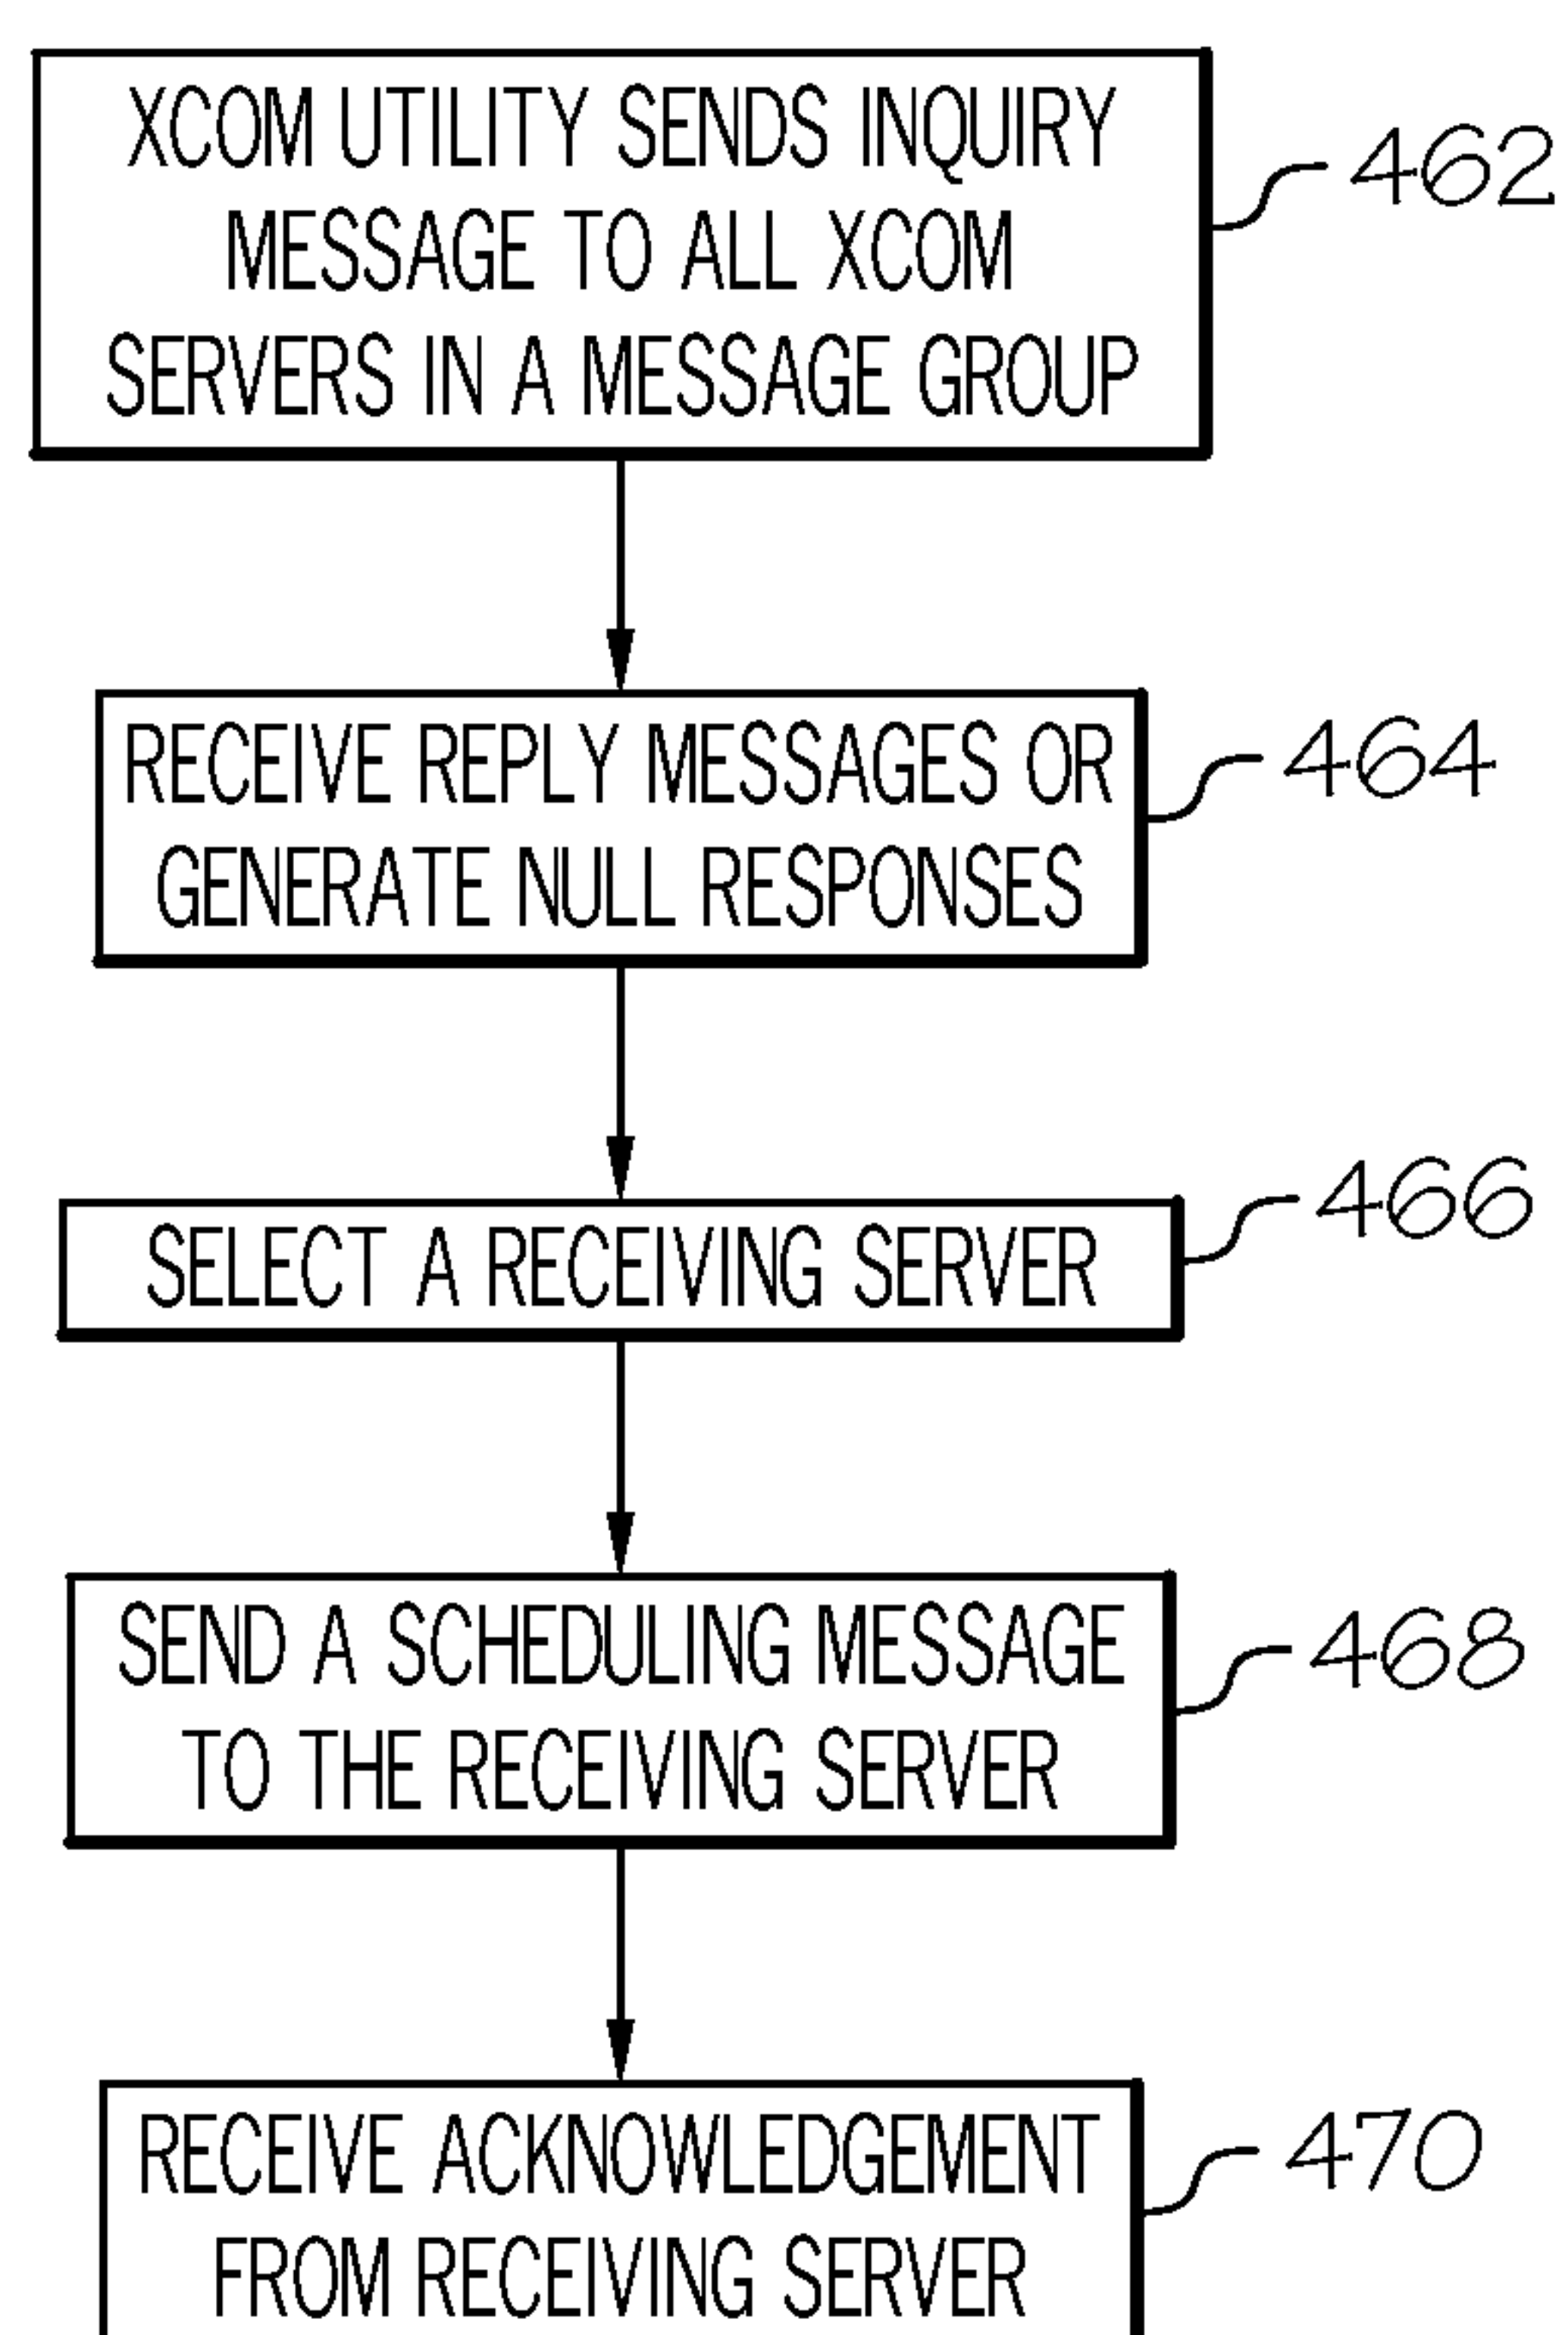 XCOM UTILITY SENDS INQUIRY
MESSAGE TO ALL XCOM
SERVERS IN A MESSAGE GROUP
462
RECEIVE REPLY MESSAGES OR
GENERATE NULL RESPONSES
464
SELECT A RECEIVING SERVER
466
SEND A SCHEDULING MESSAGE
TO THE RECEIVING SERVER
468
RECEIVE ACKNOWLEDGEMENT
FROM RECEIVING SERVER
470